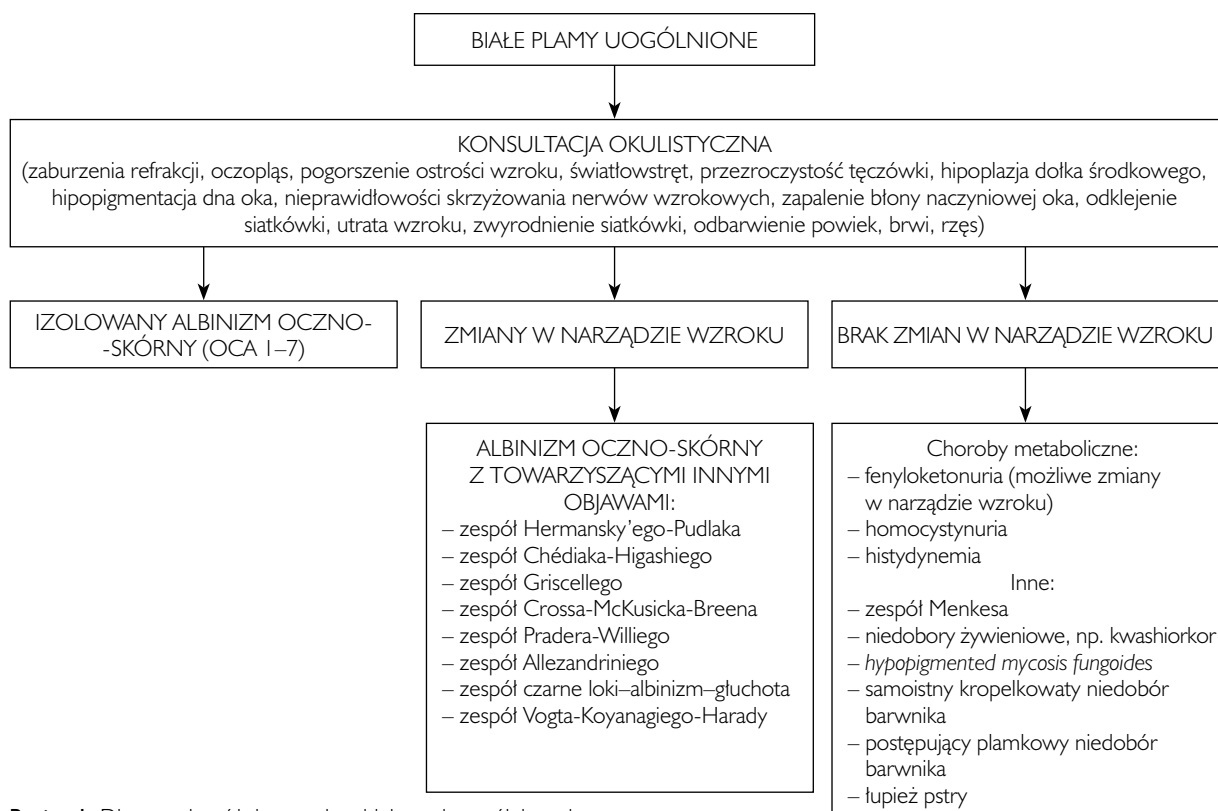 BIAŁE PLAMY UOGÓLNIONE
KONSULTACJA OKULISTYCZNA
(zaburzenia refrakcji, oczopląs, pogorszenie ostrości wzroku, światłowstręt, przezroczystość tęczówki, hipoplazja dołka środkowego,
hipopigmentacja dna oka, nieprawidłowości skrzyżowania nerwów wzrokowych, zapalenie błony naczyniowej oka, odklejenie
siatkówki, utrata wzroku, zwyrodnienie siatkówki, odbarwienie powiek, brwi, rzęs)
IZOLOWANY ALBINIZM OCZNO-
-SKÓRNY (OCA 1–7)
ZMIANY W NARZĄDZIE WZROKU
BRAK ZMIAN W NARZĄDZIE WZROKU
ALBINIZM OCZNO-SKÓRNY
Z TOWARZYSZĄCYMI INNYMI
OBJAWAMI:
– zespół Hermansky’ego-Pudlaka
– zespół Chédiaka-Higashiego
– zespół Griscellego
– zespół Crossa-McKusicka-Breena
– zespół Pradera-Williego
– zespół Allezandriniego
– zespół czarne loki–albinizm–głuchota
– zespół Vogta-Koyanagiego-Harady
Choroby metaboliczne:
– fenyloketonuria (możliwe zmiany
w narządzie wzroku)
– homocystynuria
– histydynemia
Inne:
– zespół Menkesa
– niedobory żywieniowe, np. kwashiorkor
– hypopigmented mycosis fungoides
– samoistny kropelkowaty niedobór
barwnika
– postępujący plamkowy niedobór
barwnika
– łupież pstry